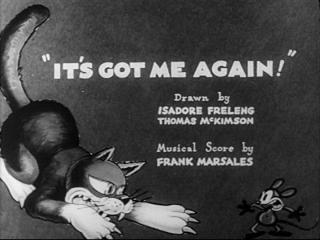 "IT'S GOT ME AGAIN!"
Drawn by
ISADORE FRELENG
THOMAS McKIMSON
Musical Score by
FRANK MARSALES